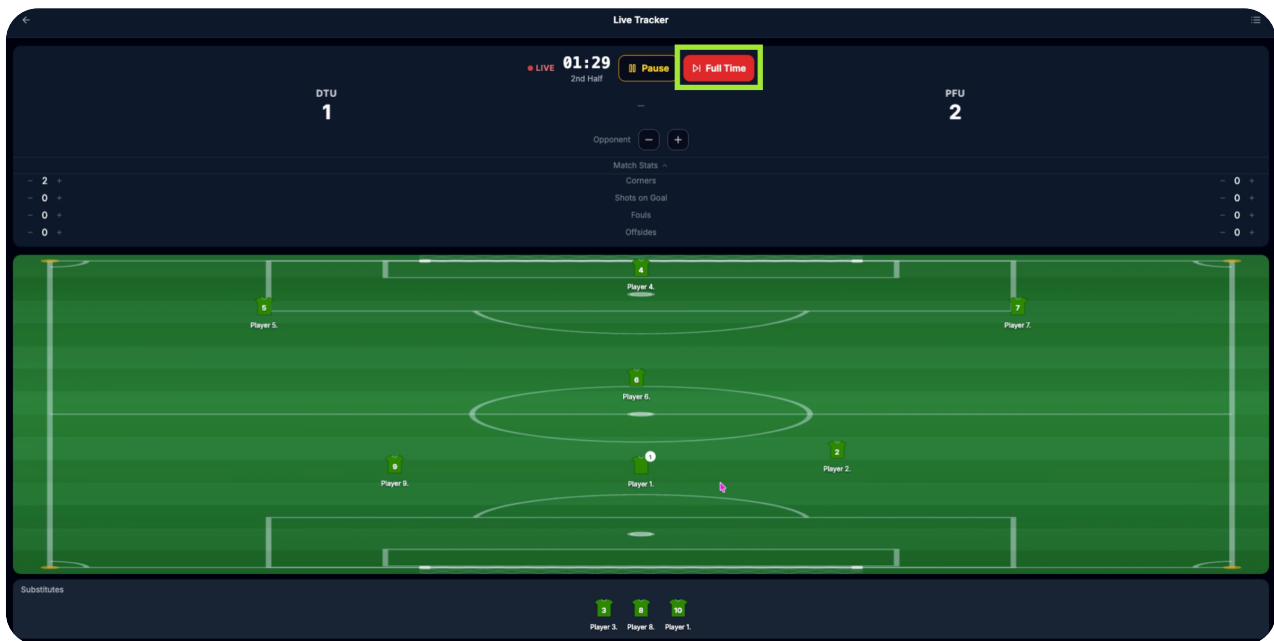 Live Tracker
LIVE 01:29 Pause Full Time
2nd Half
DTU PFU
1 – 2
Opponent − +
Match Stats
− 2 + Corners − 0 +
− 0 + Shots on Goal − 0 +
− 0 + Fouls − 0 +
− 0 + Offsides − 0 +
4
Player 4.
5 7
Player 5. Player 7.
6
Player 6.
2
Player 2.
9 1
Player 9. Player 1.
Substitutes
3 8 10
Player 3. Player 8. Player 1.